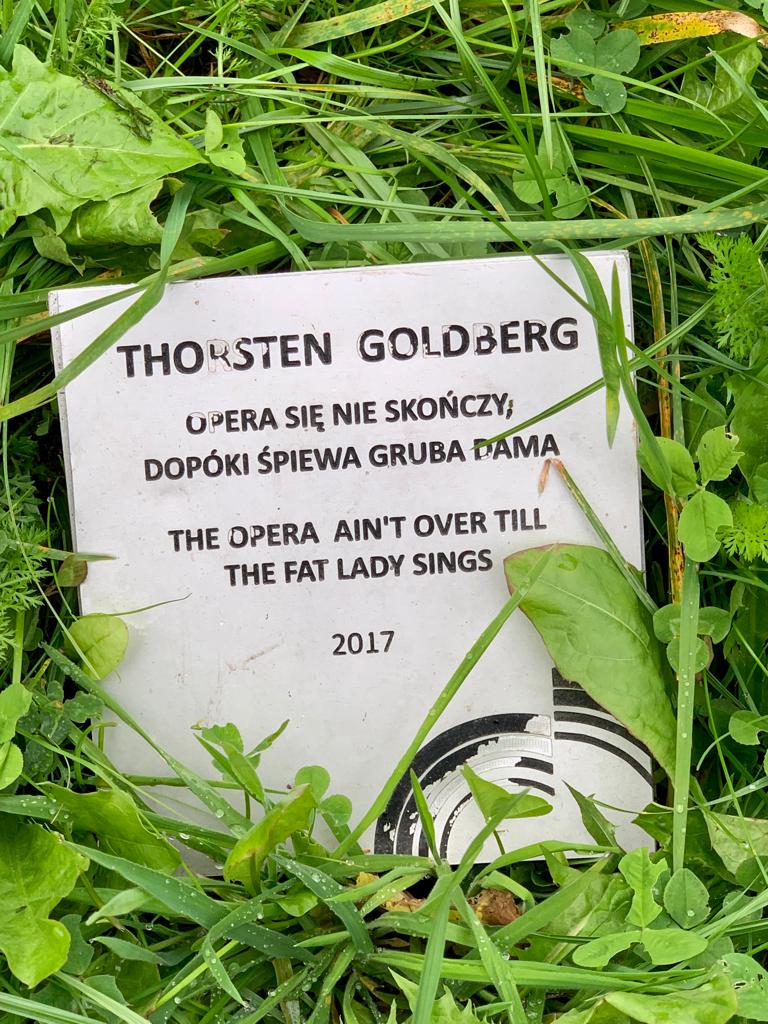 THORSTEN GOLDBERG
OPERA SIĘ NIE SKOŃCZY,
DOPÓKI ŚPIEWA GRUBA DAMA
THE OPERA AIN'T OVER TILL
THE FAT LADY SINGS
2017